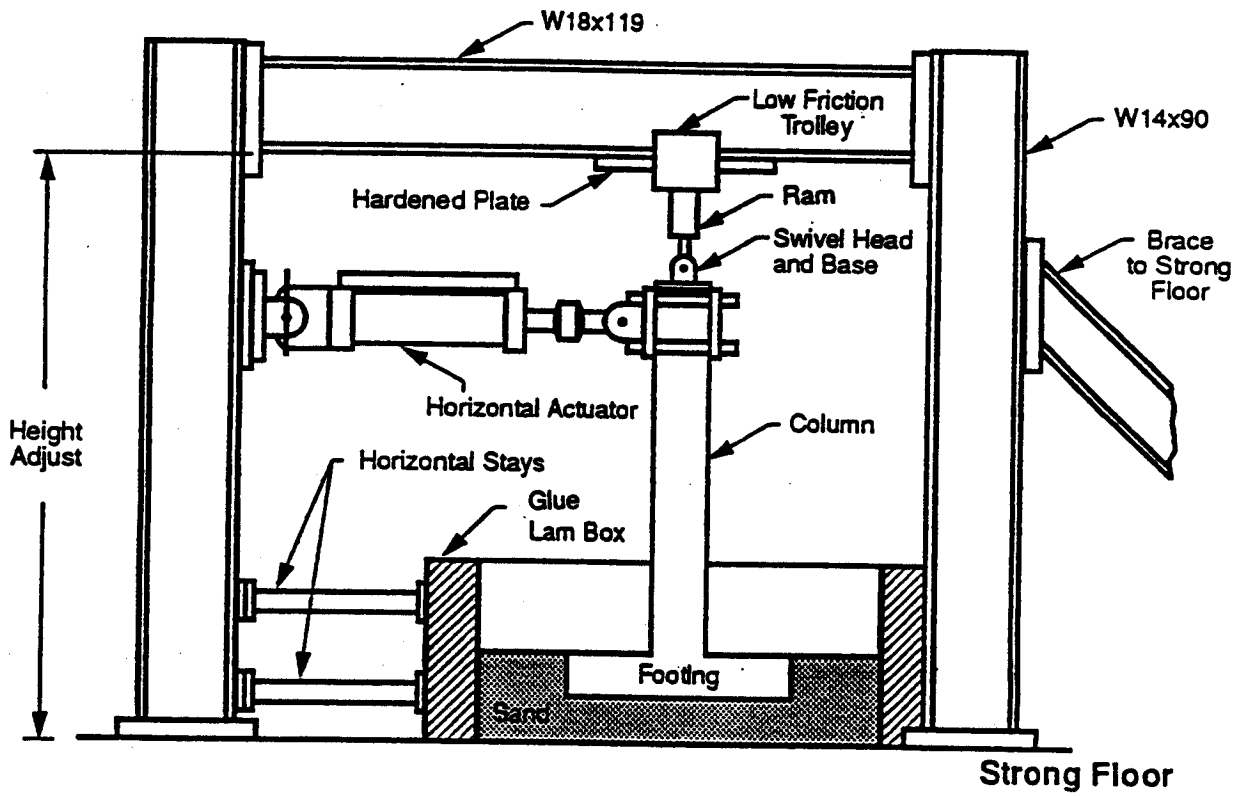 W18x119
Low Friction
Trolley
W14x90
Hardened Plate
Ram
Swivel Head
and Base
Brace
to Strong
Floor
Horizontal Actuator
Height
Adjust
Column
Horizontal Stays
Glue
Lam Box
Footing
Sand
Strong Floor